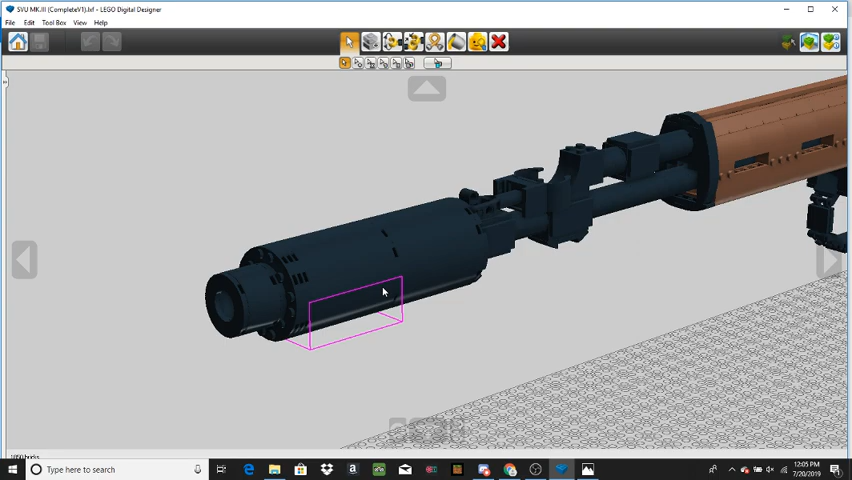 SVU MK.III (CompleteV1).lxf - LEGO Digital Designer
File Edit Tool Box View Help
bricks
Type here to search
12:05 PM
7/20/2019